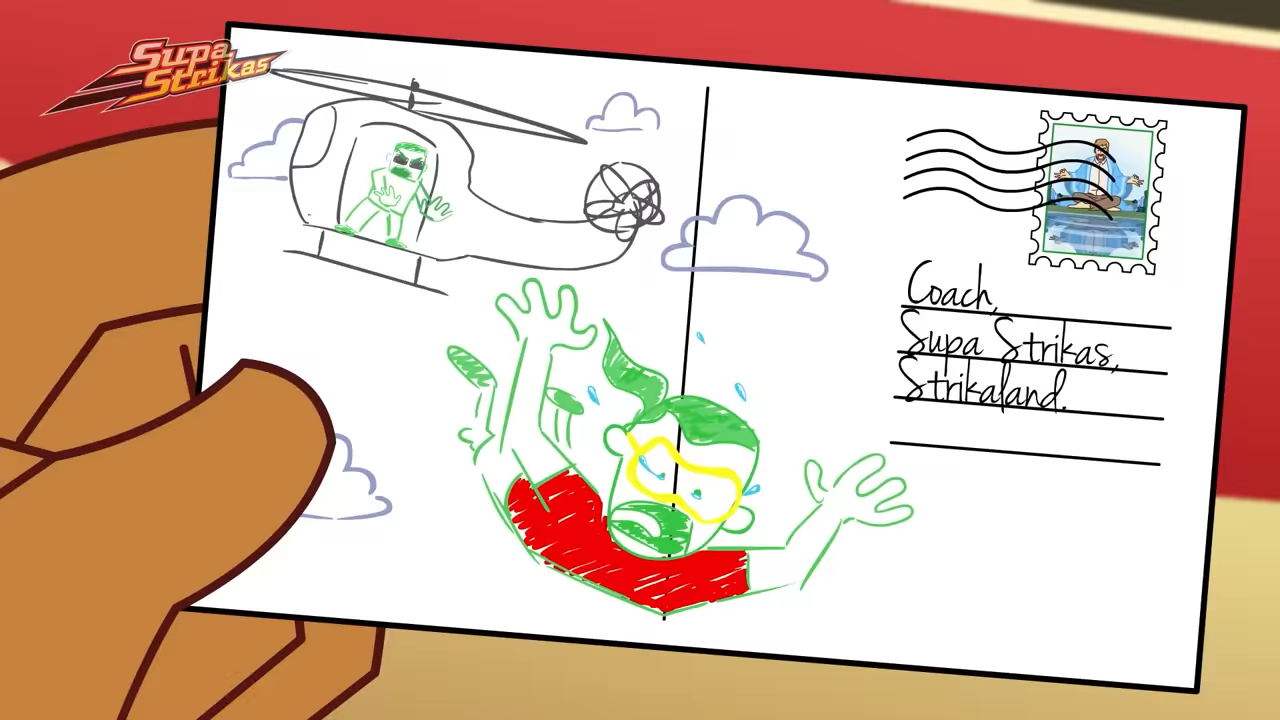 Supa
Strikas
Coach,
Supa Strikas,
Strikaland.